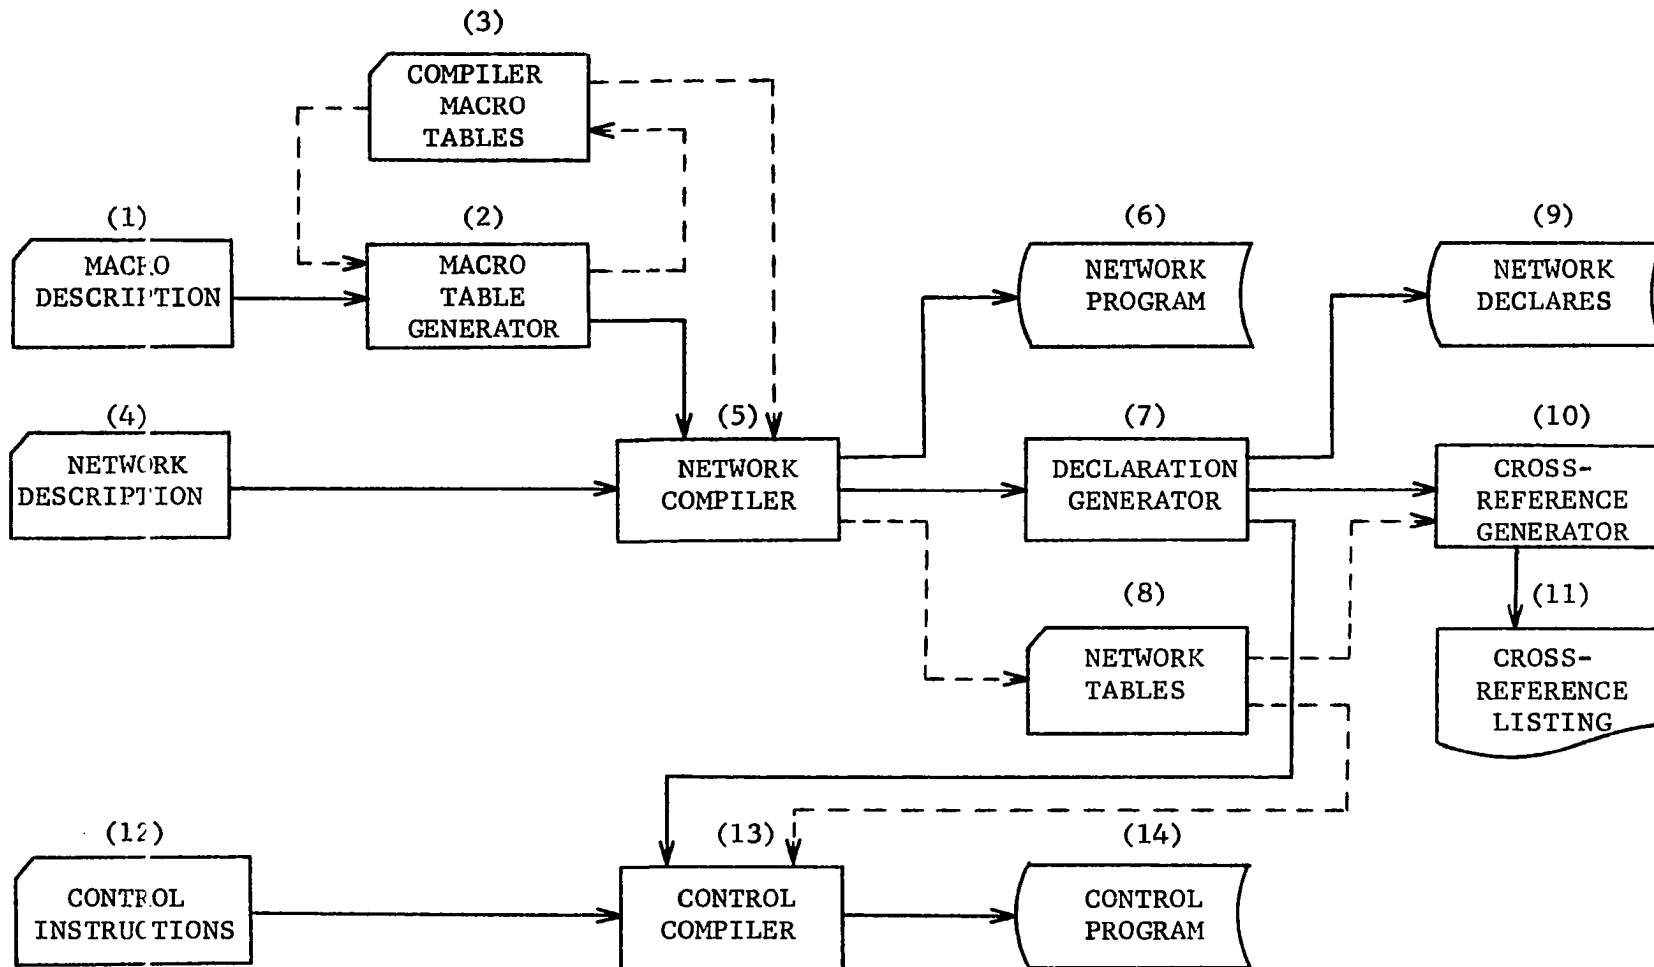 (3)
COMPILER
MACRO
TABLES
(1)
MACRO
DESCRIPTION
(2)
MACRO
TABLE
GENERATOR
(6)
NETWORK
PROGRAM
(9)
NETWORK
DECLARES
(4)
NETWORK
DESCRIPTION
(5)
NETWORK
COMPILER
(7)
DECLARATION
GENERATOR
(10)
CROSS-
REFERENCE
GENERATOR
(8)
NETWORK
TABLES
(11)
CROSS-
REFERENCE
LISTING
(12)
CONTROL
INSTRUCTIONS
(13)
CONTROL
COMPILER
(14)
CONTROL
PROGRAM